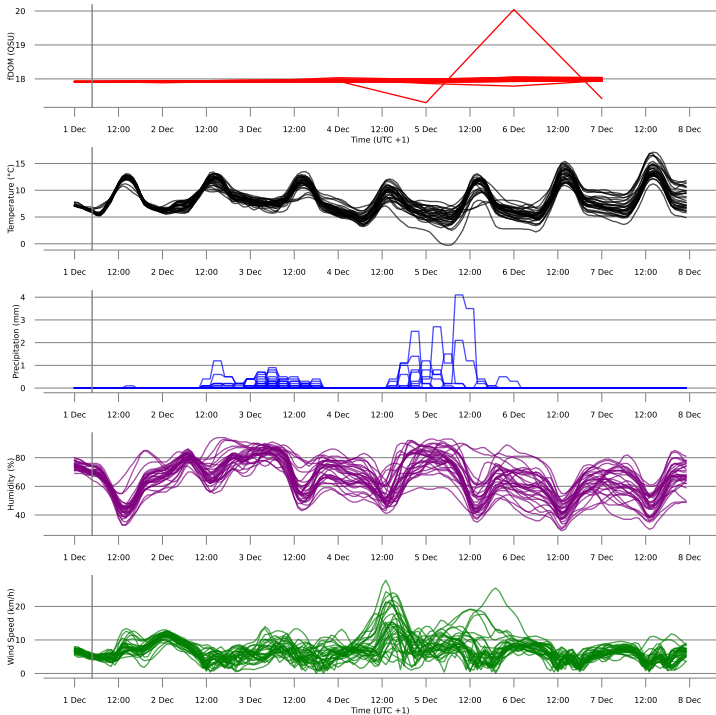 20
19
18
fDOM (QSU)
1 Dec 12:00 2 Dec 12:00 3 Dec 12:00 4 Dec 12:00 5 Dec 12:00 6 Dec 12:00 7 Dec 12:00 8 Dec
Time (UTC +1)
15
10
5
0
Temperature (°C)
1 Dec 12:00 2 Dec 12:00 3 Dec 12:00 4 Dec 12:00 5 Dec 12:00 6 Dec 12:00 7 Dec 12:00 8 Dec
4
3
2
1
0
Precipitation (mm)
1 Dec 12:00 2 Dec 12:00 3 Dec 12:00 4 Dec 12:00 5 Dec 12:00 6 Dec 12:00 7 Dec 12:00 8 Dec
80
60
40
Humidity (%)
1 Dec 12:00 2 Dec 12:00 3 Dec 12:00 4 Dec 12:00 5 Dec 12:00 6 Dec 12:00 7 Dec 12:00 8 Dec
20
10
0
Wind Speed (km/h)
1 Dec 12:00 2 Dec 12:00 3 Dec 12:00 4 Dec 12:00 5 Dec 12:00 6 Dec 12:00 7 Dec 12:00 8 Dec
Time (UTC +1)